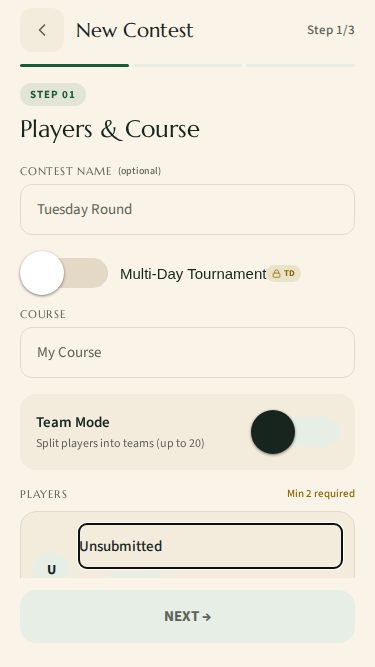 New Contest
Step 1/3
STEP 01
Players & Course
CONTEST NAME (optional)
Tuesday Round
Multi-Day Tournament TD
COURSE
My Course
Team Mode
Split players into teams (up to 20)
PLAYERS
Min 2 required
Unsubmitted
U
NEXT →